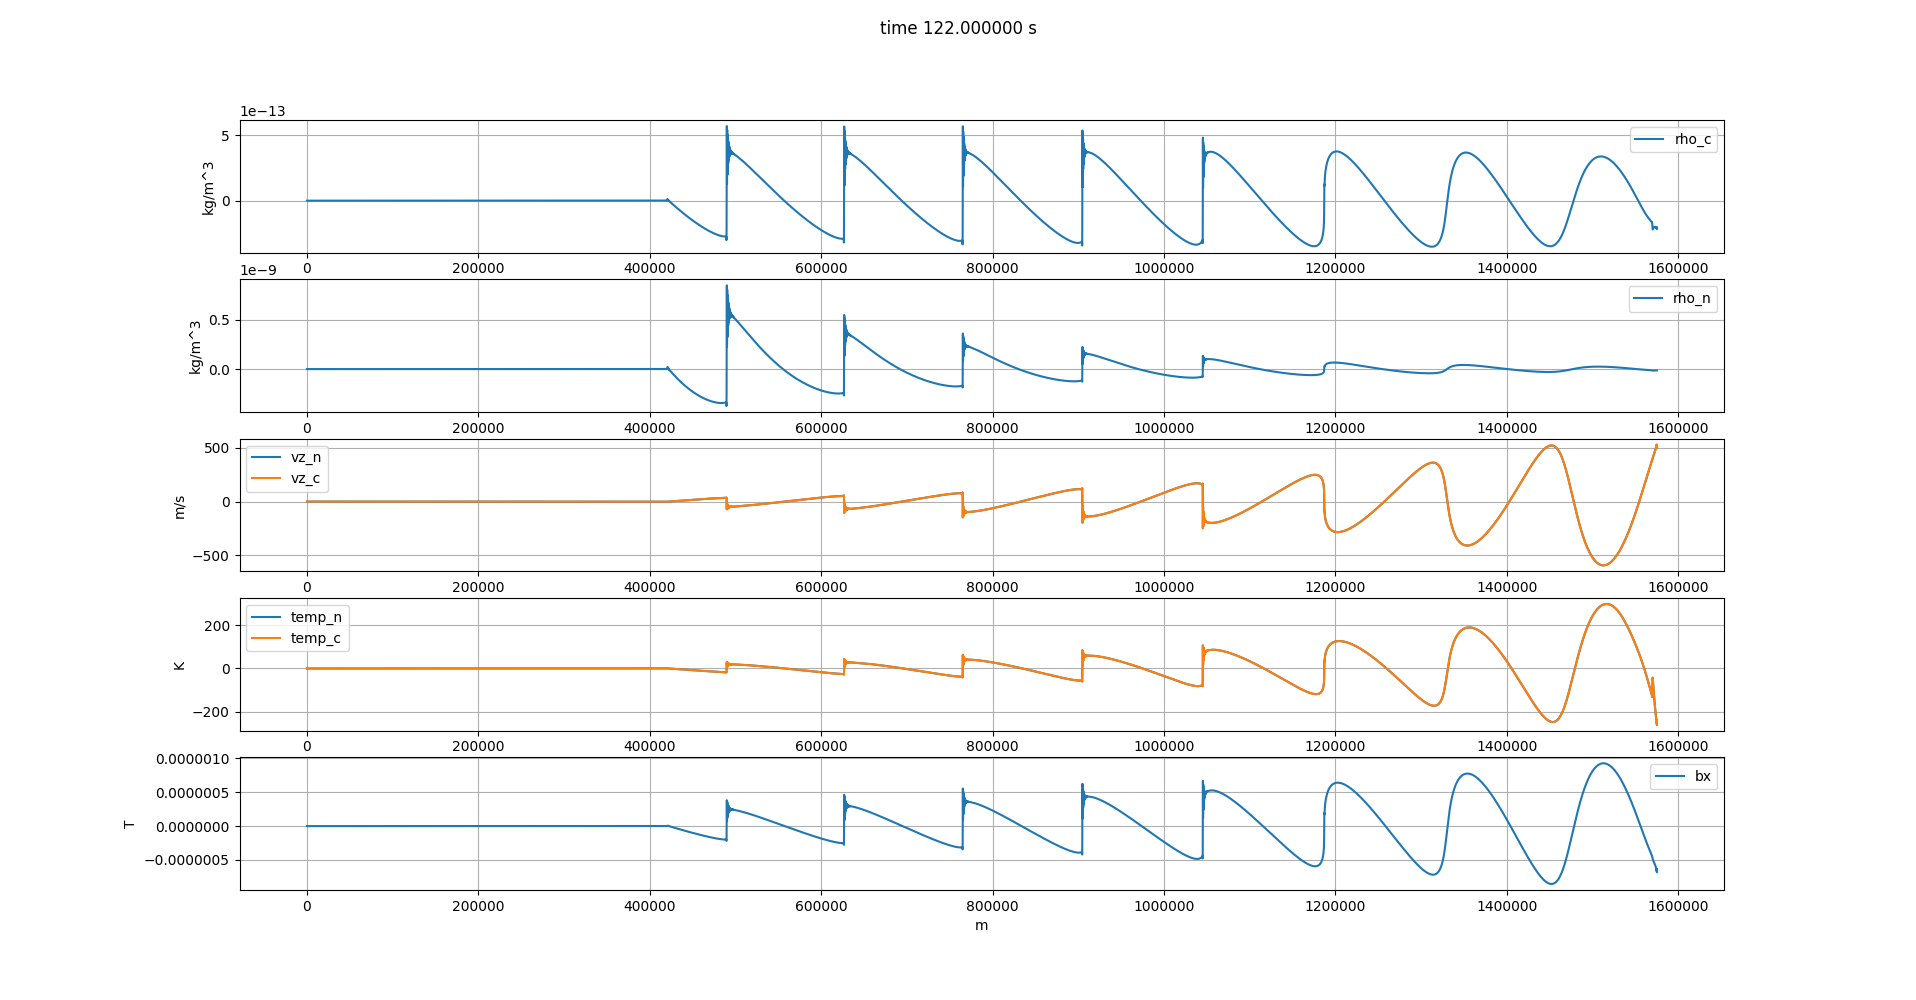 time 122.000000 s
1e−13
5
0
kg/m^3
rho_c
0 200000 400000 600000 800000 1000000 1200000 1400000 1600000
1e−9
0.5
0.0
kg/m^3
rho_n
0 200000 400000 600000 800000 1000000 1200000 1400000 1600000
500
0
−500
m/s
vz_n
vz_c
0 200000 400000 600000 800000 1000000 1200000 1400000 1600000
200
0
−200
K
temp_n
temp_c
0 200000 400000 600000 800000 1000000 1200000 1400000 1600000
0.0000010
0.0000005
0.0000000
−0.0000005
T
bx
0 200000 400000 600000 800000 1000000 1200000 1400000 1600000
m